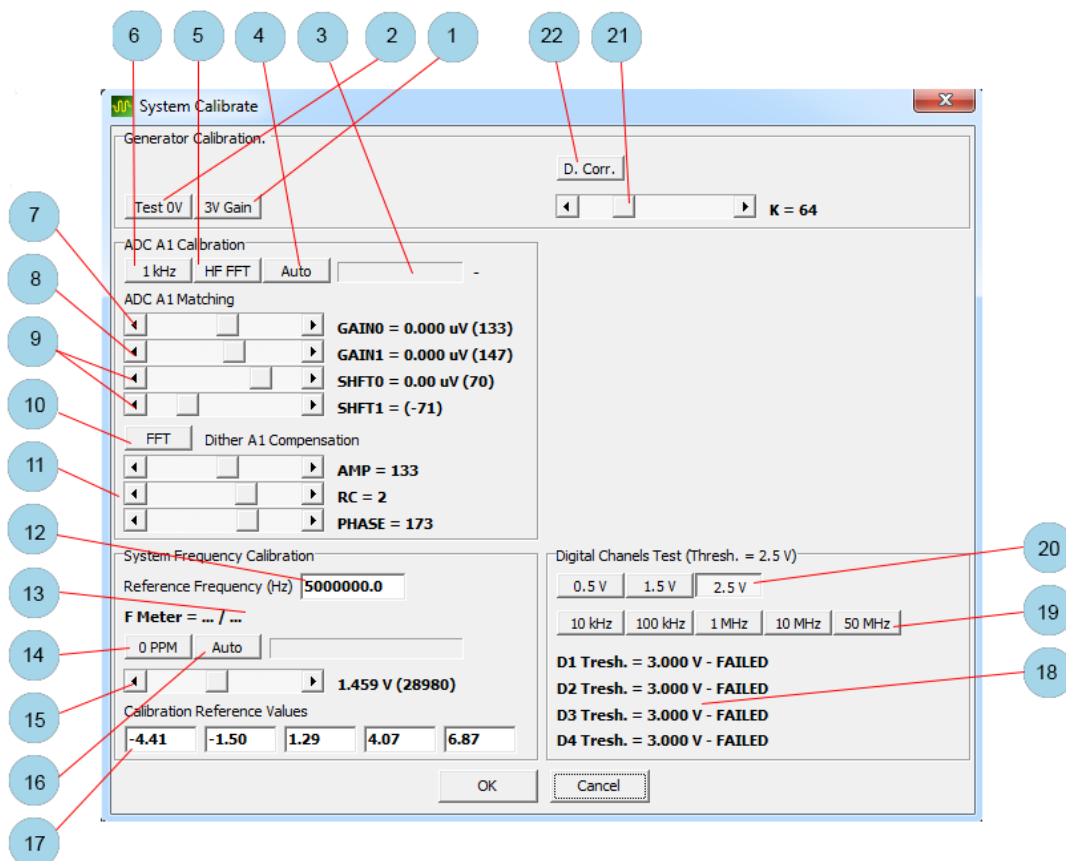 6 5 4 3 2 1 22 21
System Calibrate X
Generator Calibration.
D. Corr.
Test 0V 3V Gain
K = 64
7
ADC A1 Calibration
1 kHz HF FFT Auto -
8
ADC A1 Matching
GAIN0 = 0.000 uV (133)
9
GAIN1 = 0.000 uV (147)
SHFT0 = 0.00 uV (70)
10
SHFT1 = (-71)
FFT Dither A1 Compensation
11
AMP = 133
RC = 2
12
PHASE = 173
System Frequency Calibration
Reference Frequency (Hz) 5000000.0
13
F Meter = ... / ...
14
0 PPM Auto
15
1.459 V (28980)
Calibration Reference Values
-4.41 -1.50 1.29 4.07 6.87
16
17
Digital Chanels Test (Thresh. = 2.5 V)
20
0.5 V 1.5 V 2.5 V
19
10 kHz 100 kHz 1 MHz 10 MHz 50 MHz
D1 Tresh. = 3.000 V - FAILED
18
D2 Tresh. = 3.000 V - FAILED
D3 Tresh. = 3.000 V - FAILED
D4 Tresh. = 3.000 V - FAILED
OK Cancel